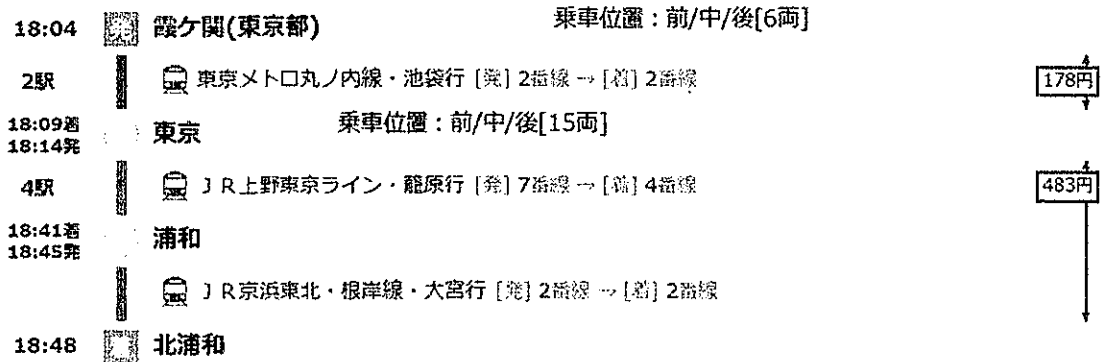 18:04 発 霞ケ関(東京都) 乗車位置：前/中/後[6両]
2駅 東京メトロ丸ノ内線・池袋行 [発] 2番線 → [着] 2番線 178円
18:09着
18:14発 東京 乗車位置：前/中/後[15両]
4駅 JR上野東京ライン・籠原行 [発] 7番線 → [着] 4番線 483円
18:41着
18:45発 浦和
JR京浜東北・根岸線・大宮行 [発] 2番線 → [着] 2番線
18:48 北浦和